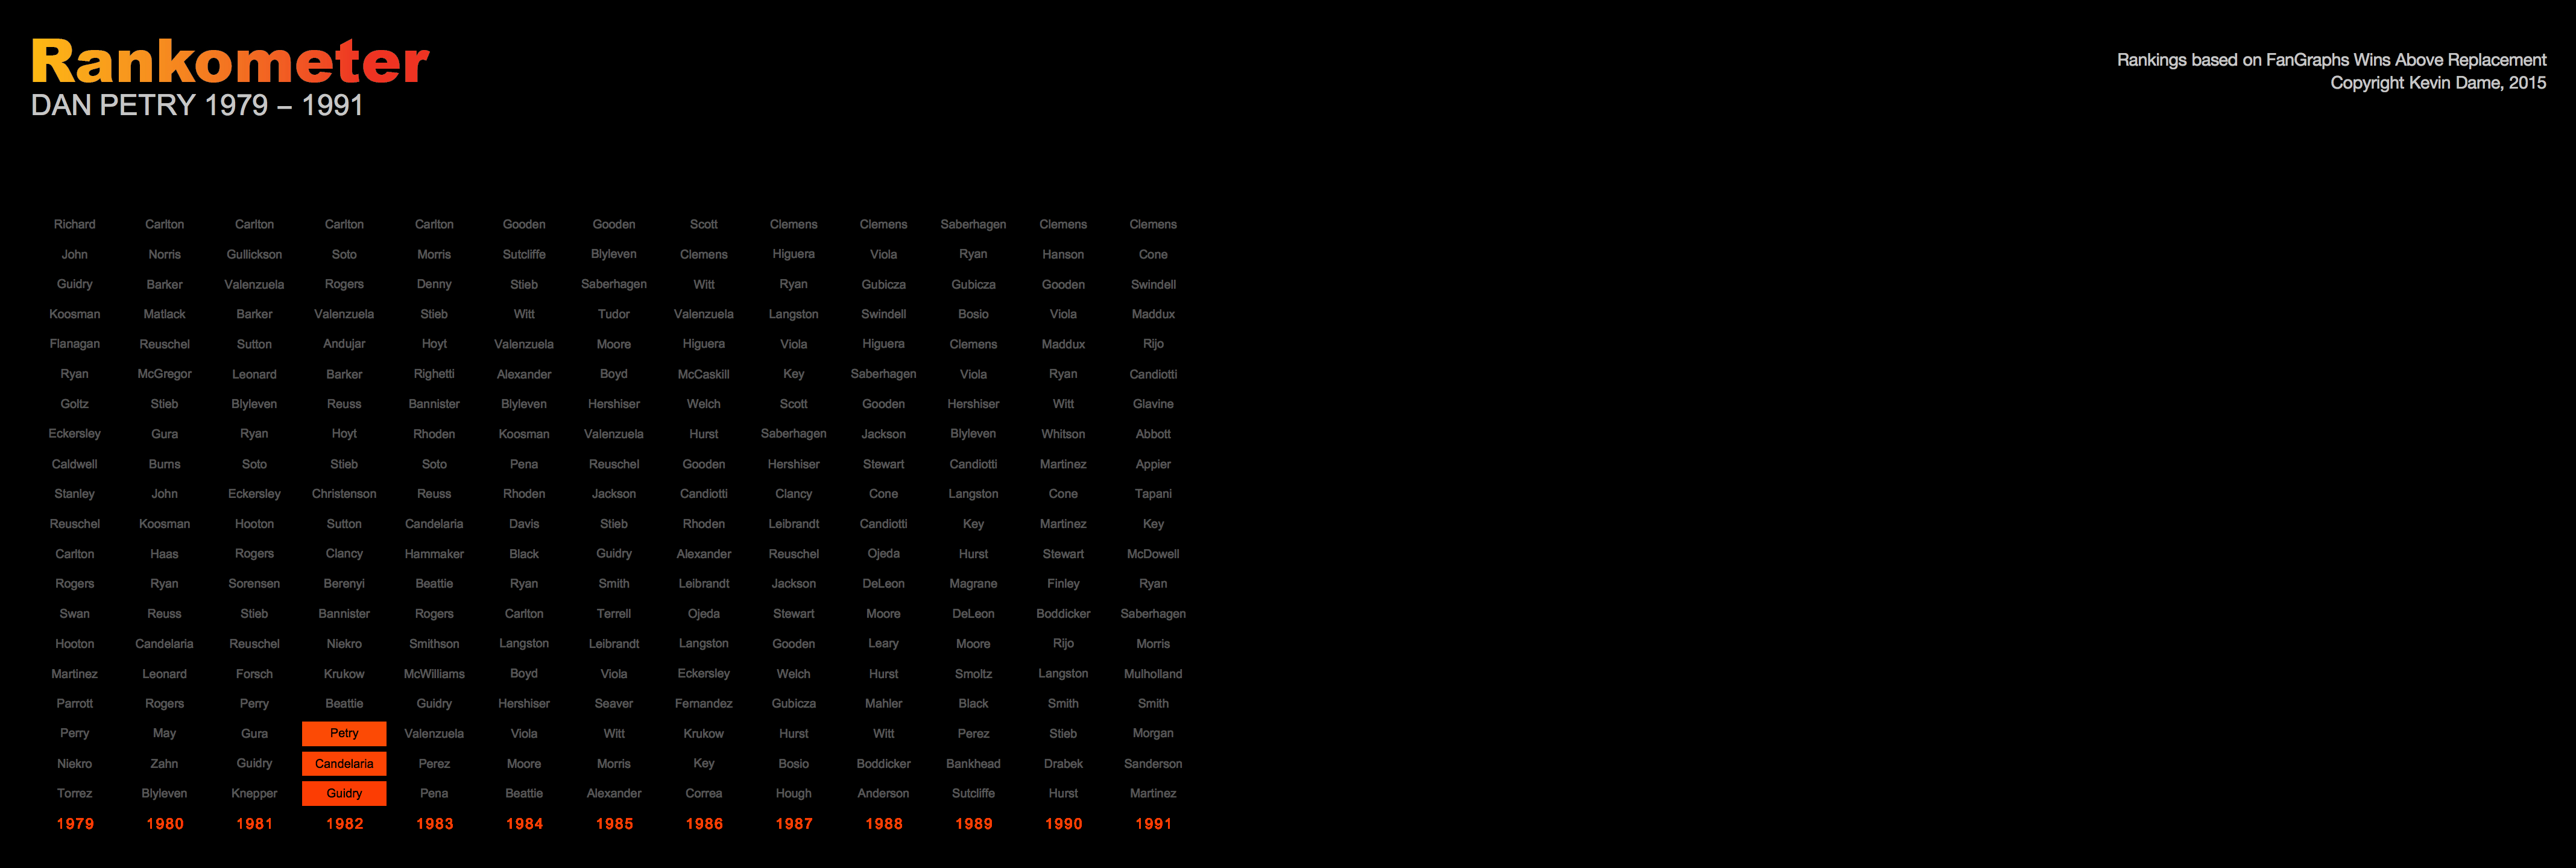 Rankometer
DAN PETRY 1979 – 1991
Rankings based on FanGraphs Wins Above Replacement
Copyright Kevin Dame, 2015
Richard Carlton Carlton Carlton Carlton Gooden Gooden Scott Clemens Clemens Saberhagen Clemens Clemens
John Norris Gullickson Soto Morris Sutcliffe Blyleven Clemens Higuera Viola Ryan Hanson Cone
Guidry Barker Valenzuela Rogers Denny Stieb Saberhagen Witt Ryan Gubicza Gubicza Gooden Swindell
Koosman Matlack Barker Valenzuela Stieb Witt Tudor Valenzuela Langston Swindell Bosio Viola Maddux
Flanagan Reuschel Sutton Andujar Hoyt Valenzuela Moore Higuera Viola Higuera Clemens Maddux Rijo
Ryan McGregor Leonard Barker Righetti Alexander Boyd McCaskill Key Saberhagen Viola Ryan Candiotti
Goltz Stieb Blyleven Reuss Bannister Blyleven Hershiser Welch Scott Gooden Hershiser Witt Glavine
Eckersley Gura Ryan Hoyt Rhoden Koosman Valenzuela Hurst Saberhagen Jackson Blyleven Whitson Abbott
Caldwell Burns Soto Stieb Soto Pena Reuschel Gooden Hershiser Stewart Candiotti Martinez Appier
Stanley John Eckersley Christenson Reuss Rhoden Jackson Candiotti Clancy Cone Langston Cone Tapani
Reuschel Koosman Hooton Sutton Candelaria Davis Stieb Rhoden Leibrandt Candiotti Key Martinez Key
Carlton Haas Rogers Clancy Hammaker Black Guidry Alexander Reuschel Ojeda Hurst Stewart McDowell
Rogers Ryan Sorensen Berenyi Beattie Ryan Smith Leibrandt Jackson DeLeon Magrane Finley Ryan
Swan Reuss Stieb Bannister Rogers Carlton Terrell Ojeda Stewart Moore DeLeon Boddicker Saberhagen
Hooton Candelaria Reuschel Niekro Smithson Langston Leibrandt Langston Gooden Leary Moore Rijo Morris
Martinez Leonard Forsch Krukow McWilliams Boyd Viola Eckersley Welch Hurst Smoltz Langston Mulholland
Parrott Rogers Perry Beattie Guidry Hershiser Seaver Fernandez Gubicza Mahler Black Smith Smith
Perry May Gura Petry Valenzuela Viola Witt Krukow Hurst Witt Perez Stieb Morgan
Niekro Zahn Guidry Candelaria Perez Moore Morris Key Bosio Boddicker Bankhead Drabek Sanderson
Torrez Blyleven Knepper Guidry Pena Beattie Alexander Correa Hough Anderson Sutcliffe Hurst Martinez
1979 1980 1981 1982 1983 1984 1985 1986 1987 1988 1989 1990 1991